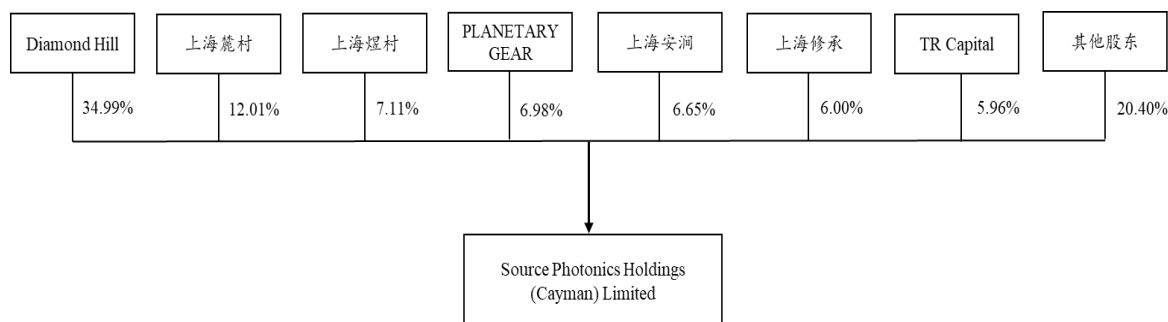 Diamond Hill
上海麓村
上海煜村
PLANETARY
GEAR
上海安涧
上海修承
TR Capital
其他股东
34.99%
12.01%
7.11%
6.98%
6.65%
6.00%
5.96%
20.40%
Source Photonics Holdings
(Cayman) Limited